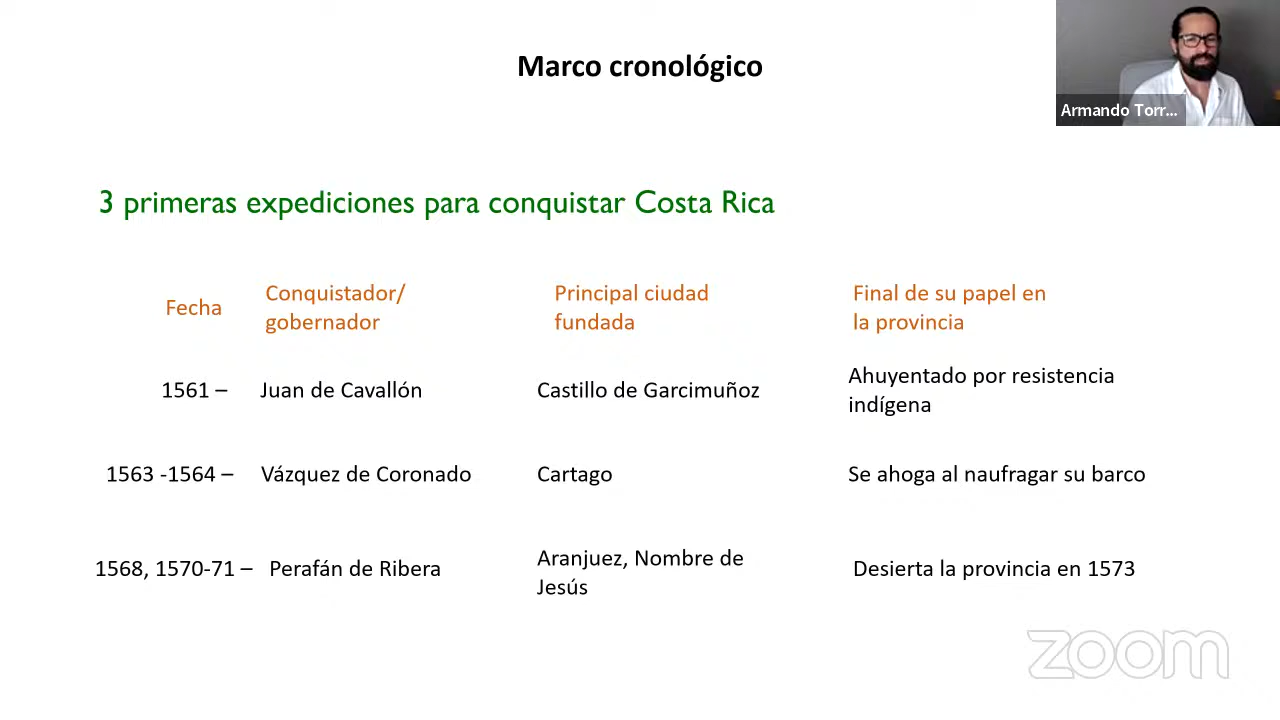 Marco cronológico
Armando Torr...
3 primeras expediciones para conquistar Costa Rica
Fecha
Conquistador/
gobernador
Principal ciudad
fundada
Final de su papel en
la provincia
1561 –
Juan de Cavallón
Castillo de Garcimuñoz
Ahuyentado por resistencia
indígena
1563 -1564 –
Vázquez de Coronado
Cartago
Se ahoga al naufragar su barco
1568, 1570-71 –
Perafán de Ribera
Aranjuez, Nombre de
Jesús
Desierta la provincia en 1573
zoom